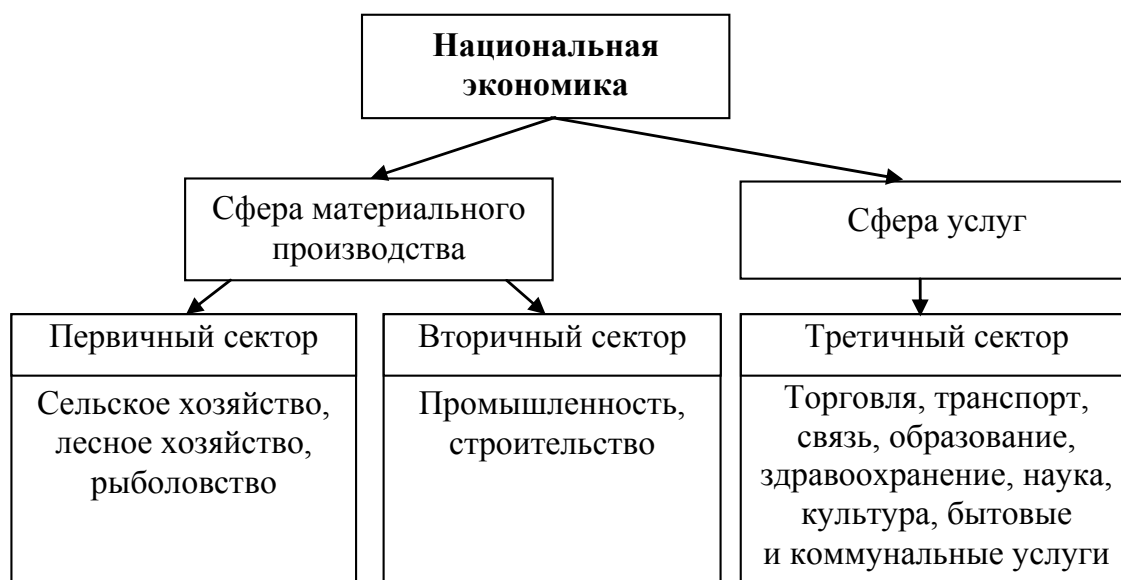 Национальная
экономика
Сфера материального
производства
Сфера услуг
Первичный сектор
Сельское хозяйство,
лесное хозяйство,
рыболовство
Вторичный сектор
Промышленность,
строительство
Третичный сектор
Торговля, транспорт,
связь, образование,
здравоохранение, наука,
культура, бытовые
и коммунальные услуги